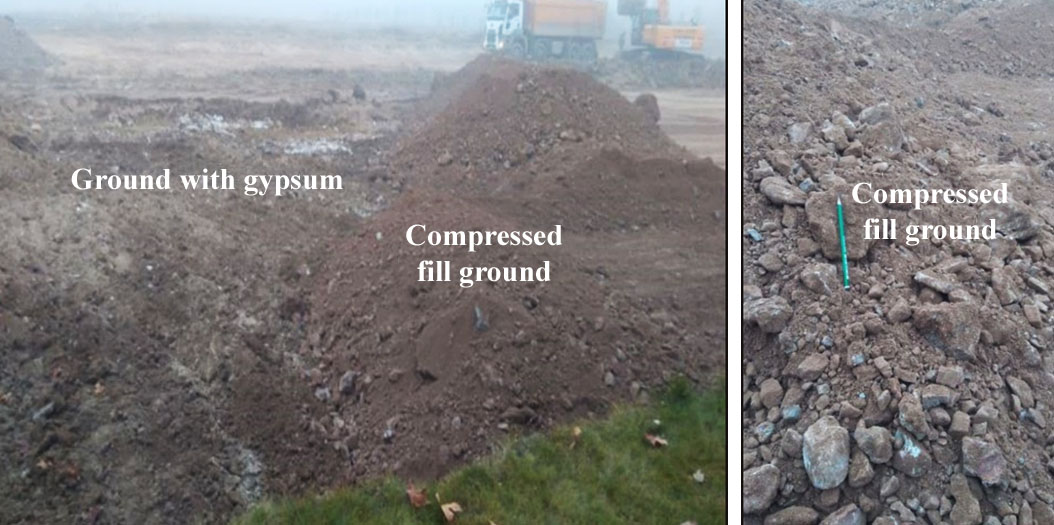 Ground with gypsum
Compressed
fill ground
Compressed
fill ground